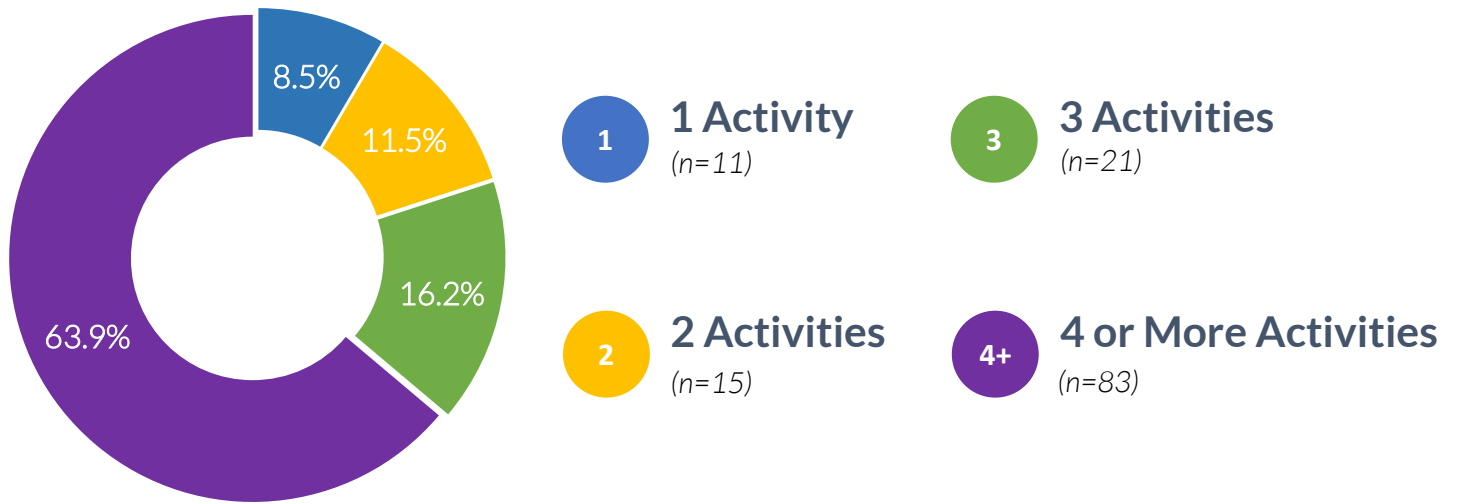 8.5%
11.5%
16.2%
63.9%
1
1 Activity
(n=11)
3
3 Activities
(n=21)
2
2 Activities
(n=15)
4+
4 or More Activities
(n=83)